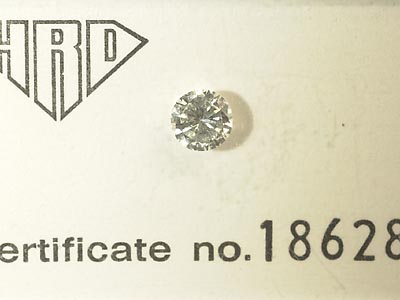 HRD
ertificate no. 18628